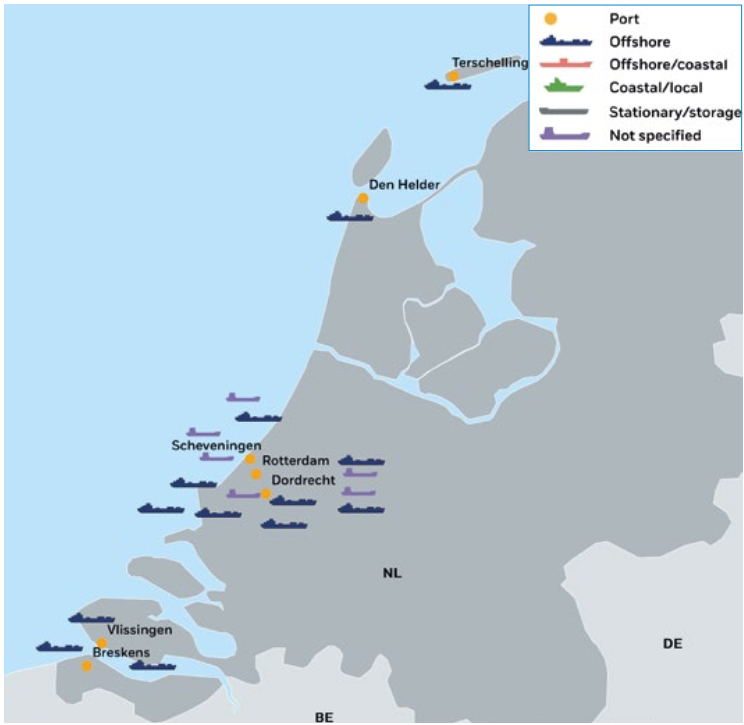 Port
Offshore
Offshore/coastal
Coastal/local
Stationary/storage
Not specified
Terschelling
Den Helder
Scheveningen
Rotterdam
Dordrecht
NL
Vlissingen
Breskens
DE
BE